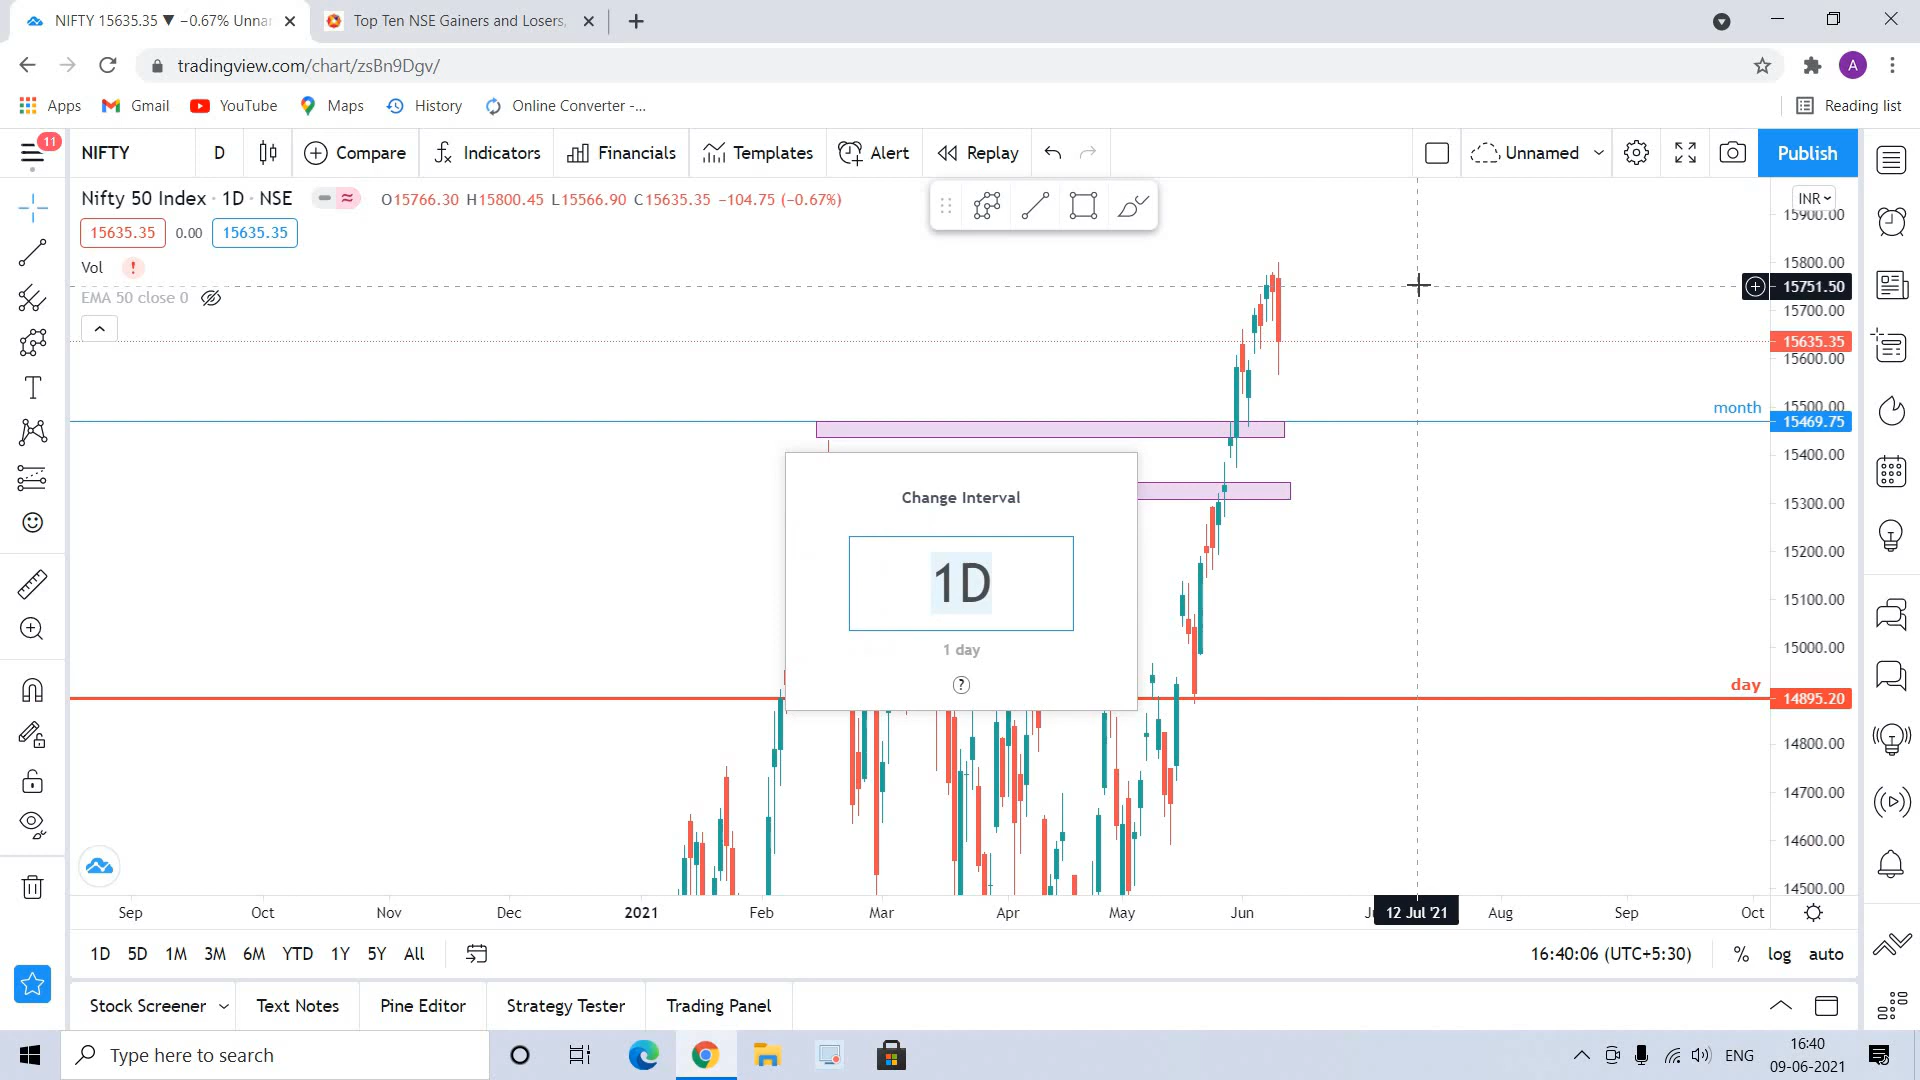 NIFTY 15635.35 ▼ −0.67% Unnar
Top Ten NSE Gainers and Losers,
tradingview.com/chart/zsBn9Dgv/
A
Apps
Gmail
YouTube
Maps
History
Online Converter -...
Reading list
11
NIFTY
D
Compare
Indicators
Financials
Templates
Alert
Replay
Unnamed
Publish
Nifty 50 Index · 1D · NSE
O15766.30 H15800.45 L15566.90 C15635.35 −104.75 (−0.67%)
INR
15900.00
15635.35
0.00
15635.35
Vol
EMA 50 close 0
15800.00
15751.50
15700.00
15635.35
15600.00
15500.00
month
15469.75
15400.00
15300.00
15200.00
15100.00
15000.00
day
14895.20
14800.00
14700.00
14600.00
14500.00
Change Interval
1D
1 day
?
Sep
Oct
Nov
Dec
2021
Feb
Mar
Apr
May
Jun
12 Jul '21
Aug
Sep
Oct
1D
5D
1M
3M
6M
YTD
1Y
5Y
All
16:40:06 (UTC+5:30)
%
log
auto
Stock Screener
Text Notes
Pine Editor
Strategy Tester
Trading Panel
Type here to search
ENG
16:40
09-06-2021